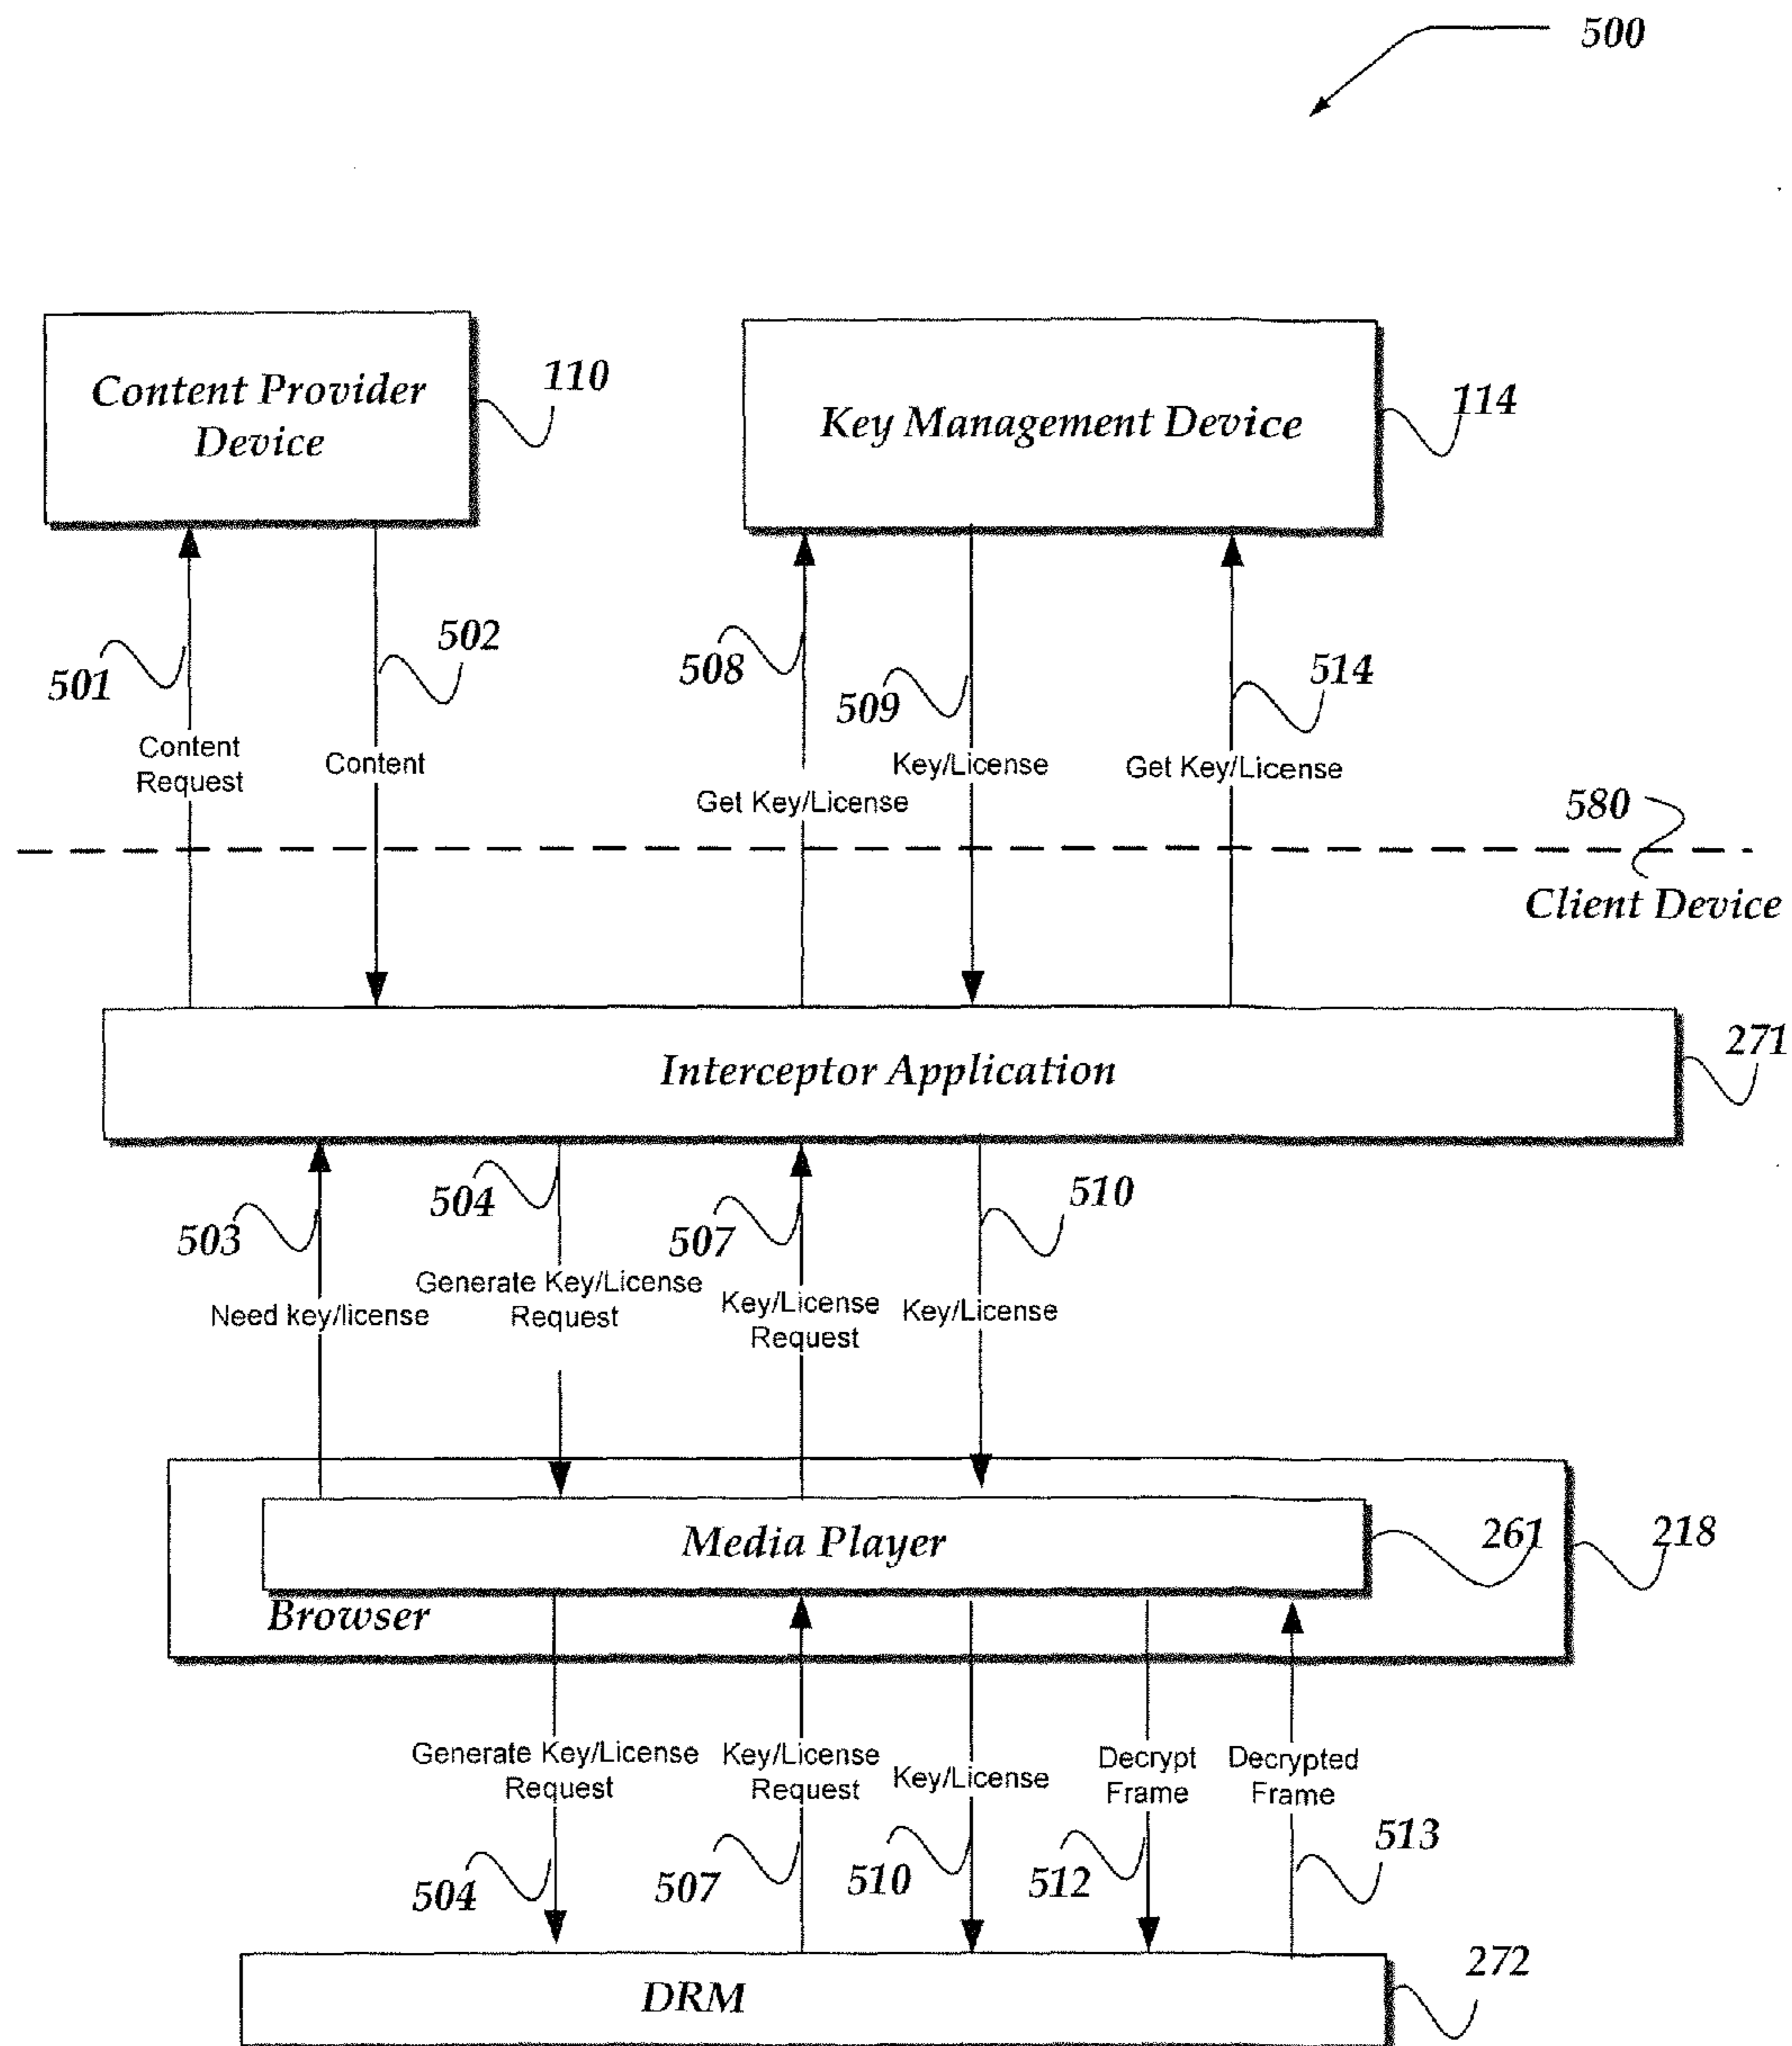 500
Content Provider
Device
110
Key Management Device
114
501
502
508
509
514
Content
Request
Content
Get Key/License
Key/License
Get Key/License
580
Client Device
Interceptor Application
271
503
504
507
510
Need key/license
Generate Key/License
Request
Key/License
Request
Key/License
Media Player
261
218
Browser
Generate Key/License
Request
Key/License
Request
Key/License
Decrypt
Frame
Decrypted
Frame
504
507
510
512
513
DRM
272